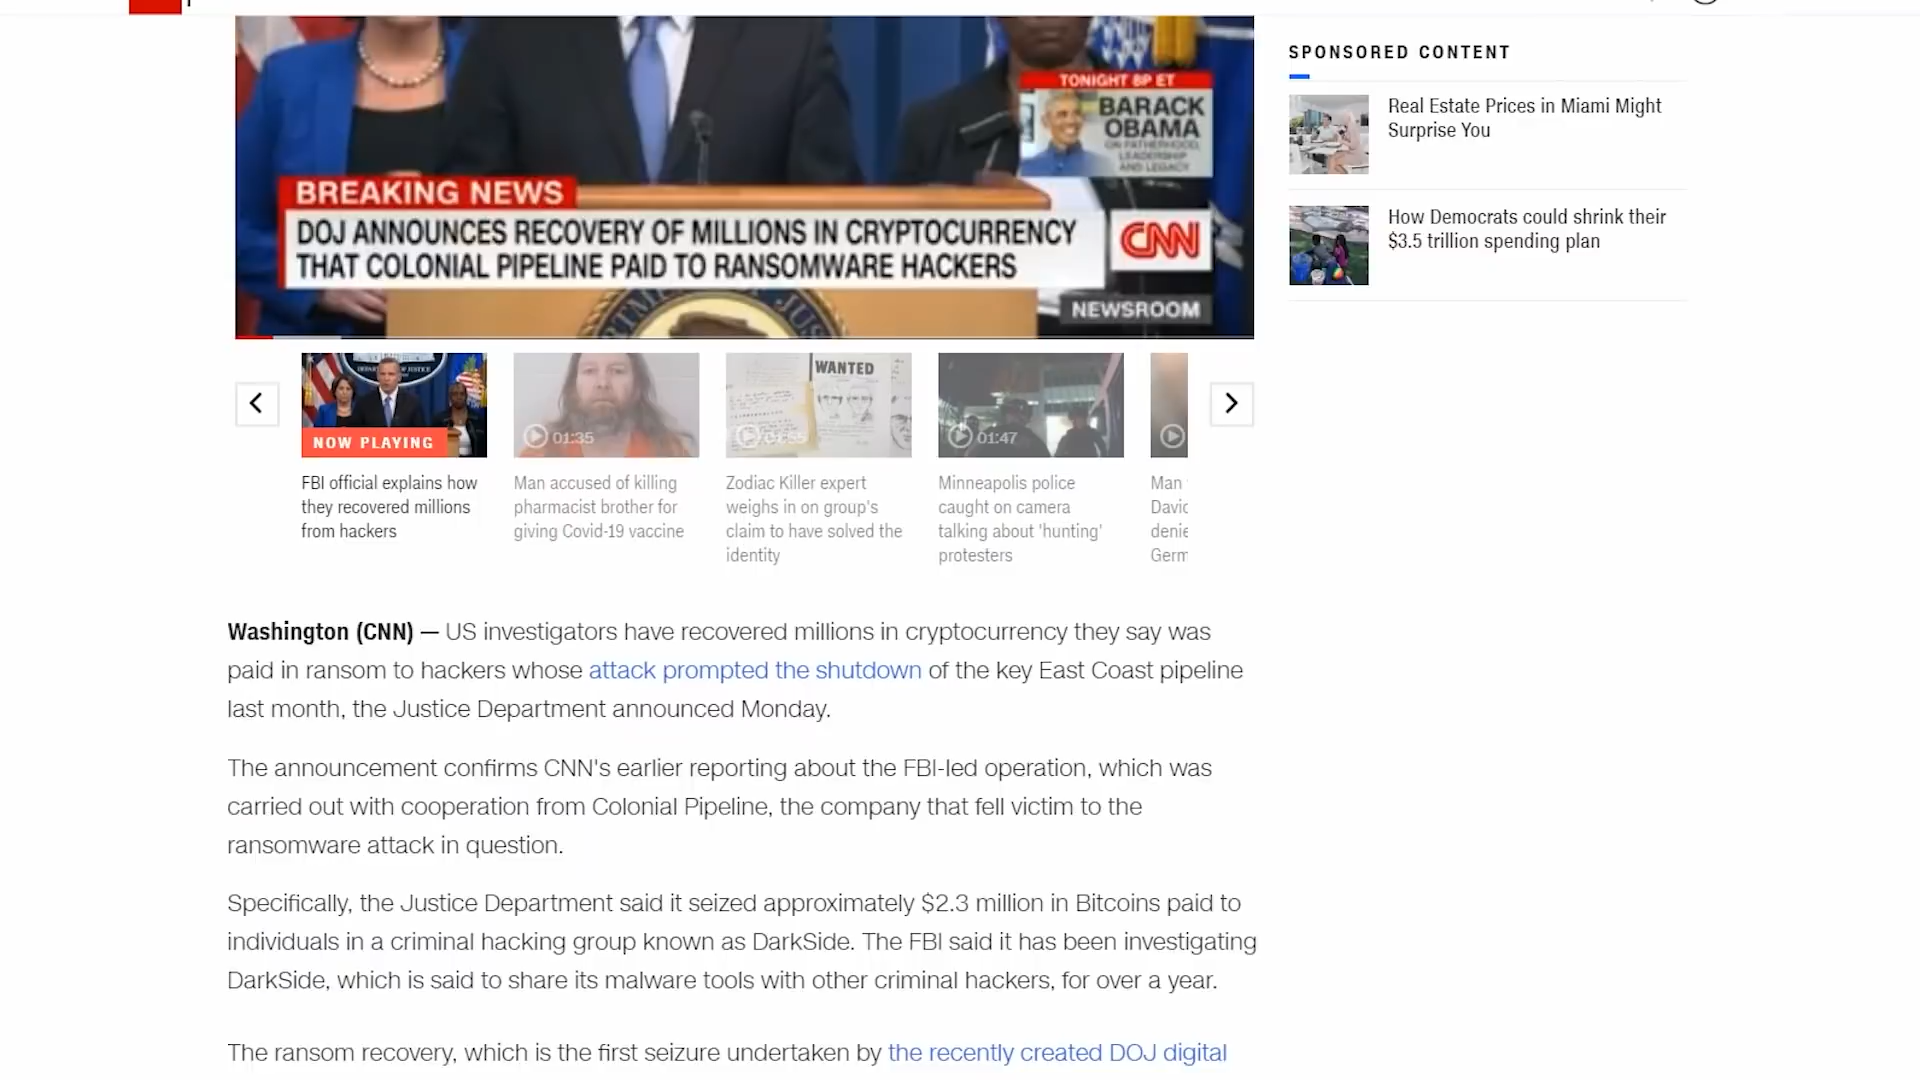 TONIGHT 8P ET
BARACK
OBAMA
ON FATHERHOOD,
LEADERSHIP
AND LEGACY
BREAKING NEWS
DOJ ANNOUNCES RECOVERY OF MILLIONS IN CRYPTOCURRENCY
THAT COLONIAL PIPELINE PAID TO RANSOMWARE HACKERS
CNN
NEWSROOM
SPONSORED CONTENT
Real Estate Prices in Miami Might
Surprise You
How Democrats could shrink their
$3.5 trillion spending plan
NOW PLAYING
FBI official explains how
they recovered millions
from hackers
01:35
Man accused of killing
pharmacist brother for
giving Covid-19 vaccine
WANTED
Zodiac Killer expert
weighs in on group's
claim to have solved the
identity
01:47
Minneapolis police
caught on camera
talking about 'hunting'
protesters
Man
David
denie
Germ
Washington (CNN) — US investigators have recovered millions in cryptocurrency they say was
paid in ransom to hackers whose attack prompted the shutdown of the key East Coast pipeline
last month, the Justice Department announced Monday.
The announcement confirms CNN's earlier reporting about the FBI-led operation, which was
carried out with cooperation from Colonial Pipeline, the company that fell victim to the
ransomware attack in question.
Specifically, the Justice Department said it seized approximately $2.3 million in Bitcoins paid to
individuals in a criminal hacking group known as DarkSide. The FBI said it has been investigating
DarkSide, which is said to share its malware tools with other criminal hackers, for over a year.
The ransom recovery, which is the first seizure undertaken by the recently created DOJ digital